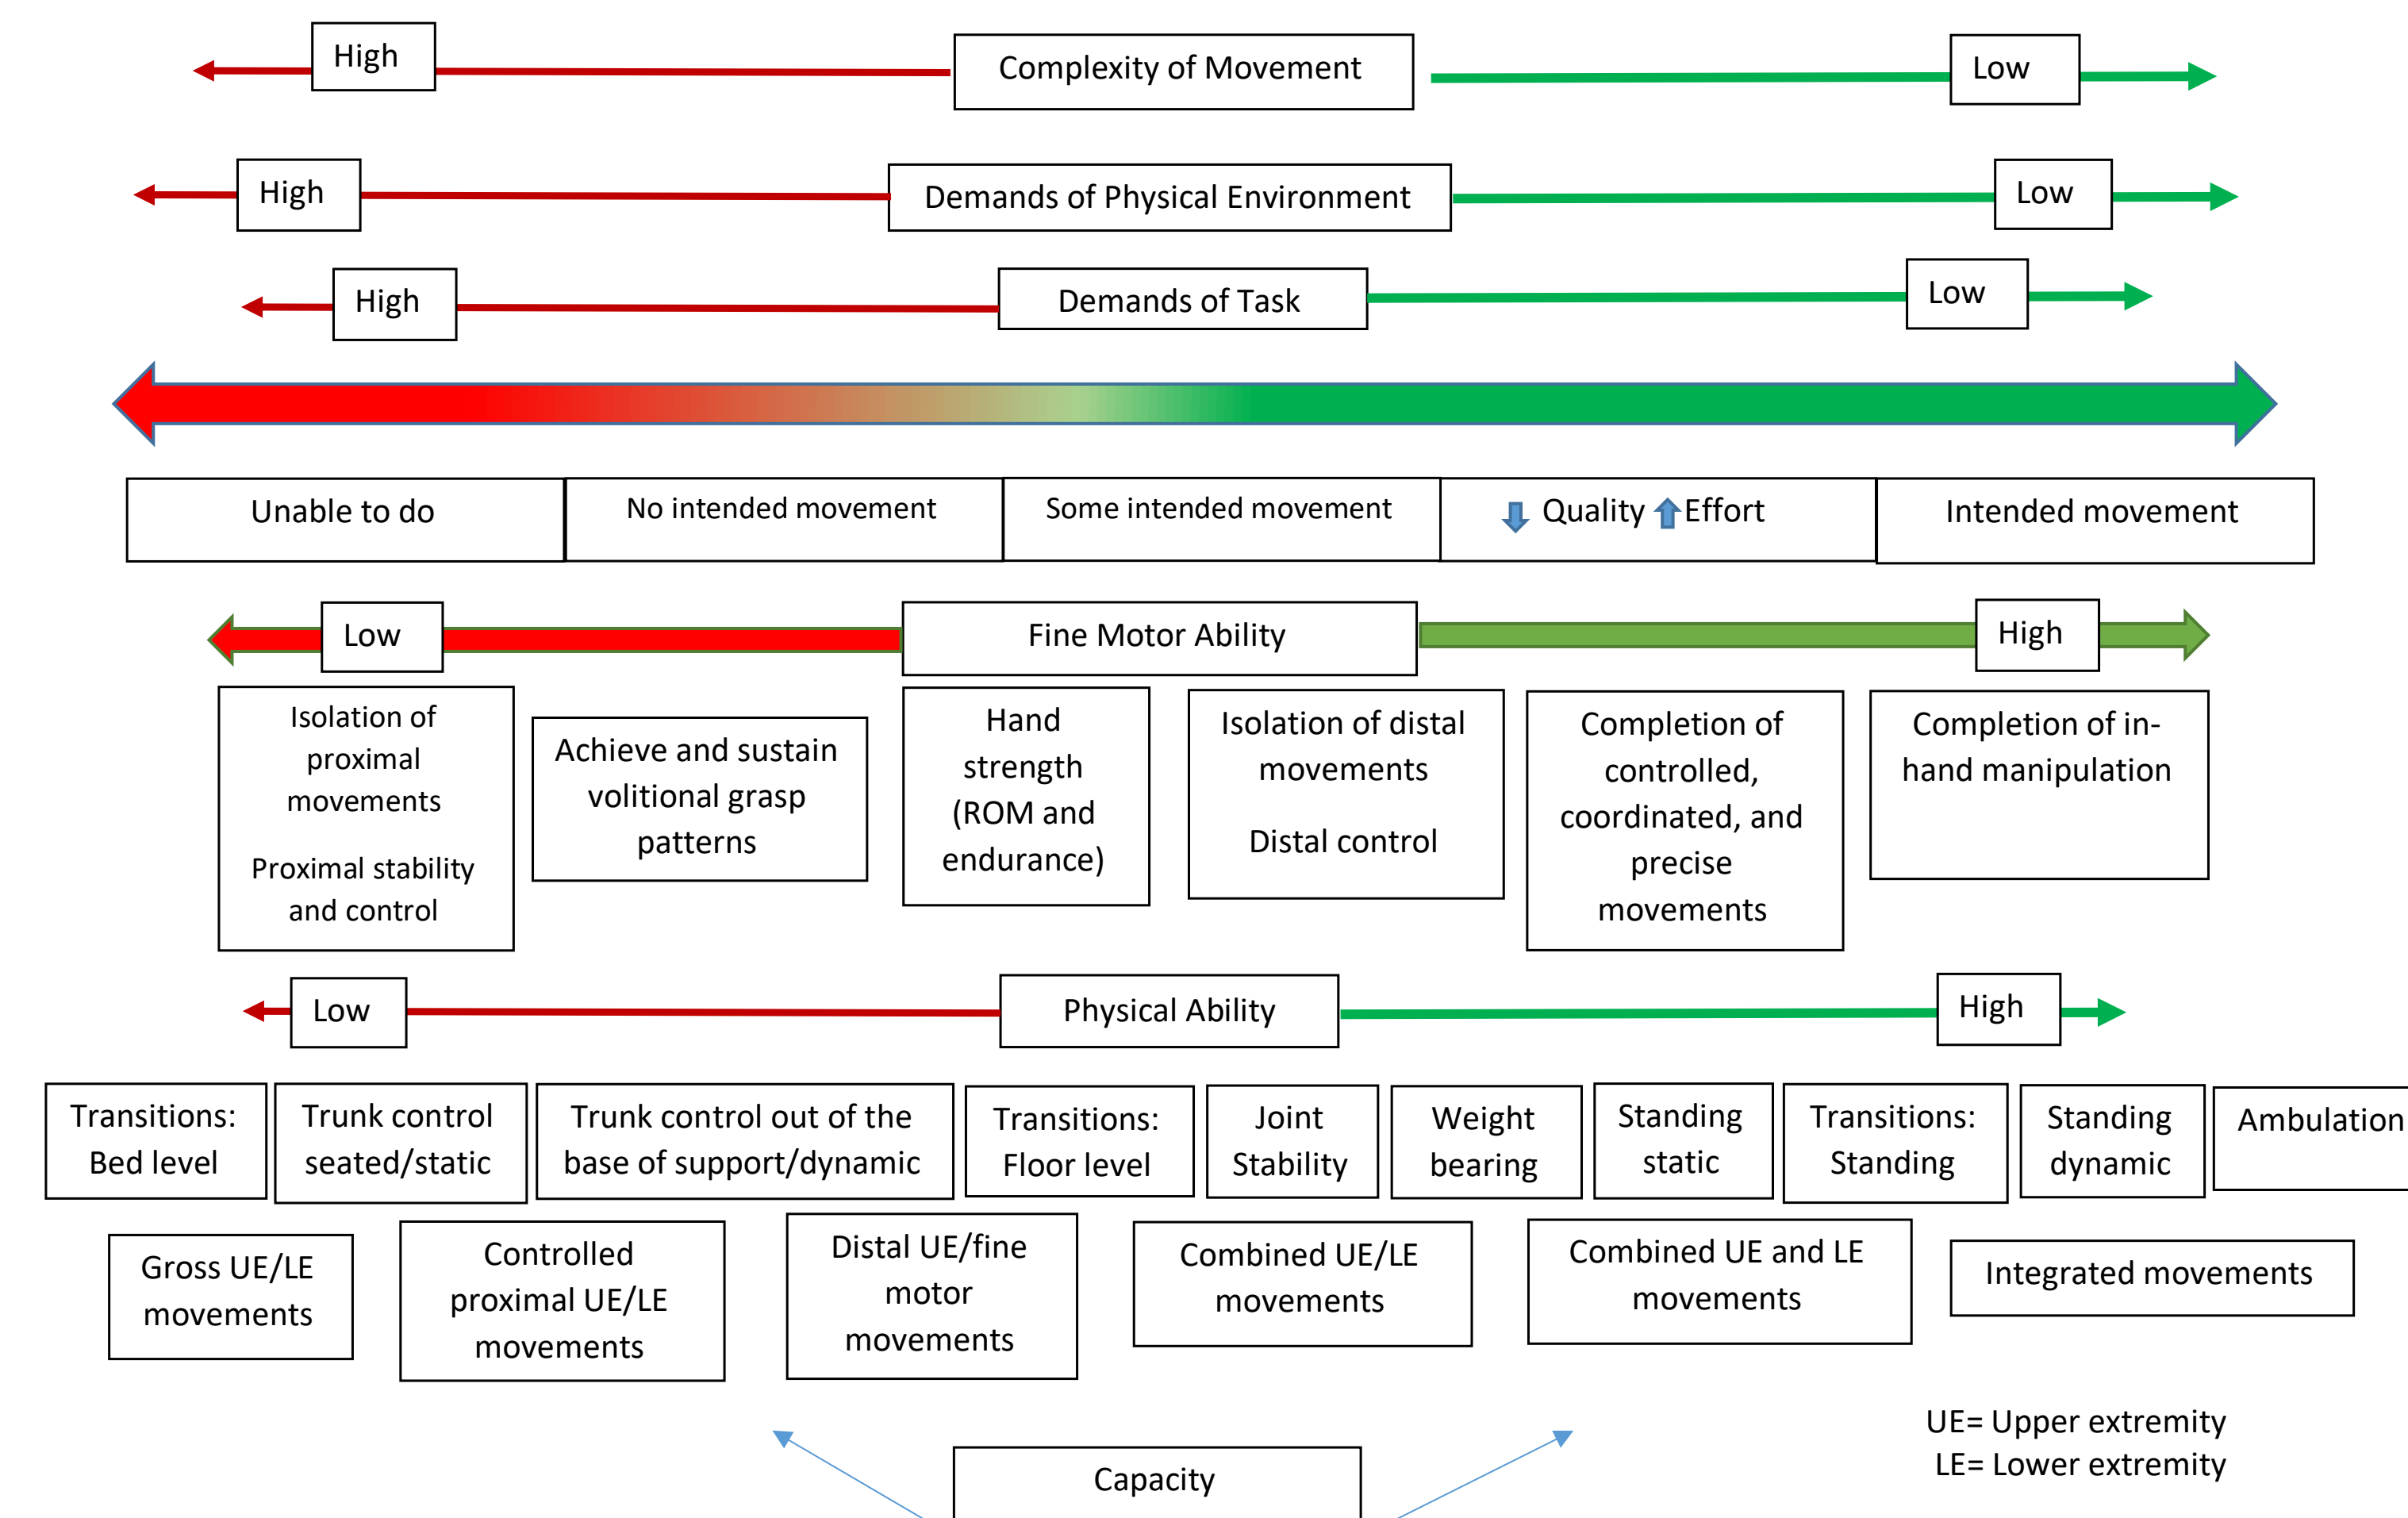 High
Complexity of Movement
Low
High
Demands of Physical Environment
Low
High
Demands of Task
Low
Unable to do
No intended movement
Some intended movement
Quality Effort
Intended movement
Low
Fine Motor Ability
High
Isolation of
proximal
movements
Proximal stability
and control
Achieve and sustain
volitional grasp
patterns
Hand
strength
(ROM and
endurance)
Isolation of distal
movements
Distal control
Completion of
controlled,
coordinated, and
precise
movements
Completion of in-
hand manipulation
Low
Physical Ability
High
Transitions:
Bed level
Trunk control
seated/static
Trunk control out of the
base of support/dynamic
Transitions:
Floor level
Joint
Stability
Weight
bearing
Standing
static
Transitions:
Standing
Standing
dynamic
Ambulation
Gross UE/LE
movements
Controlled
proximal UE/LE
movements
Distal UE/fine
motor
movements
Combined UE/LE
movements
Combined UE and LE
movements
Integrated movements
UE= Upper extremity
LE= Lower extremity
Capacity